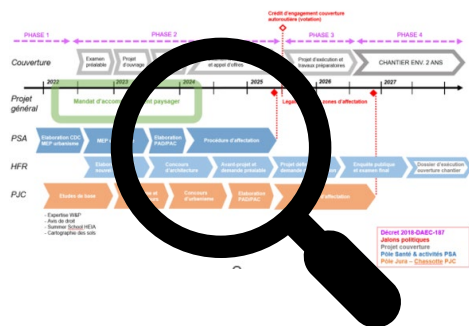 Crédit d'engagement couverture
autoroutière (votation)
PHASE 1
PHASE 2
PHASE 3
PHASE 4
Couverture
Examen
préalable
Projet
d'ouvrage
et appel d'offres
Projet d'exécution et
travaux préparatoires
CHANTIER ENV. 2 ANS
2022
2023
2024
2025
2026
2027
Projet
général
Mandat d'accom
paysager
zones d'affectation
PSA
Elaboration CDC
MEP urbanisme
MEP
Elaboration
PAD/PAC
Procédure d'affectation
HFR
Concours
d'architecture
Avant-projet et
demande préalable
Enquête publique
et examen final
Dossier d'exécution
ouverture chantier
PJC
Etudes de base
Concours
d'urbanisme
Elaboration
PAD/PAC
d'affectation
- Expertise W&P
- Avis de droit
- Summer School HEIA
- Cartographie des sols
Décret 2018-DAEC-187
Jalons politiques
Projet couverture
Pôle Santé & activités PSA
Pôle Jura – Chassotte PJC